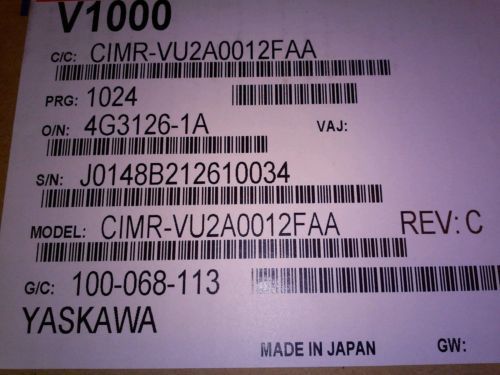 V1000
C/C: CIMR-VU2A0012FAA
PRG: 1024
O/N: 4G3126-1A VAJ:
S/N: J0148B212610034
MODEL: CIMR-VU2A0012FAA REV: C
G/C: 100-068-113
YASKAWA
MADE IN JAPAN GW: